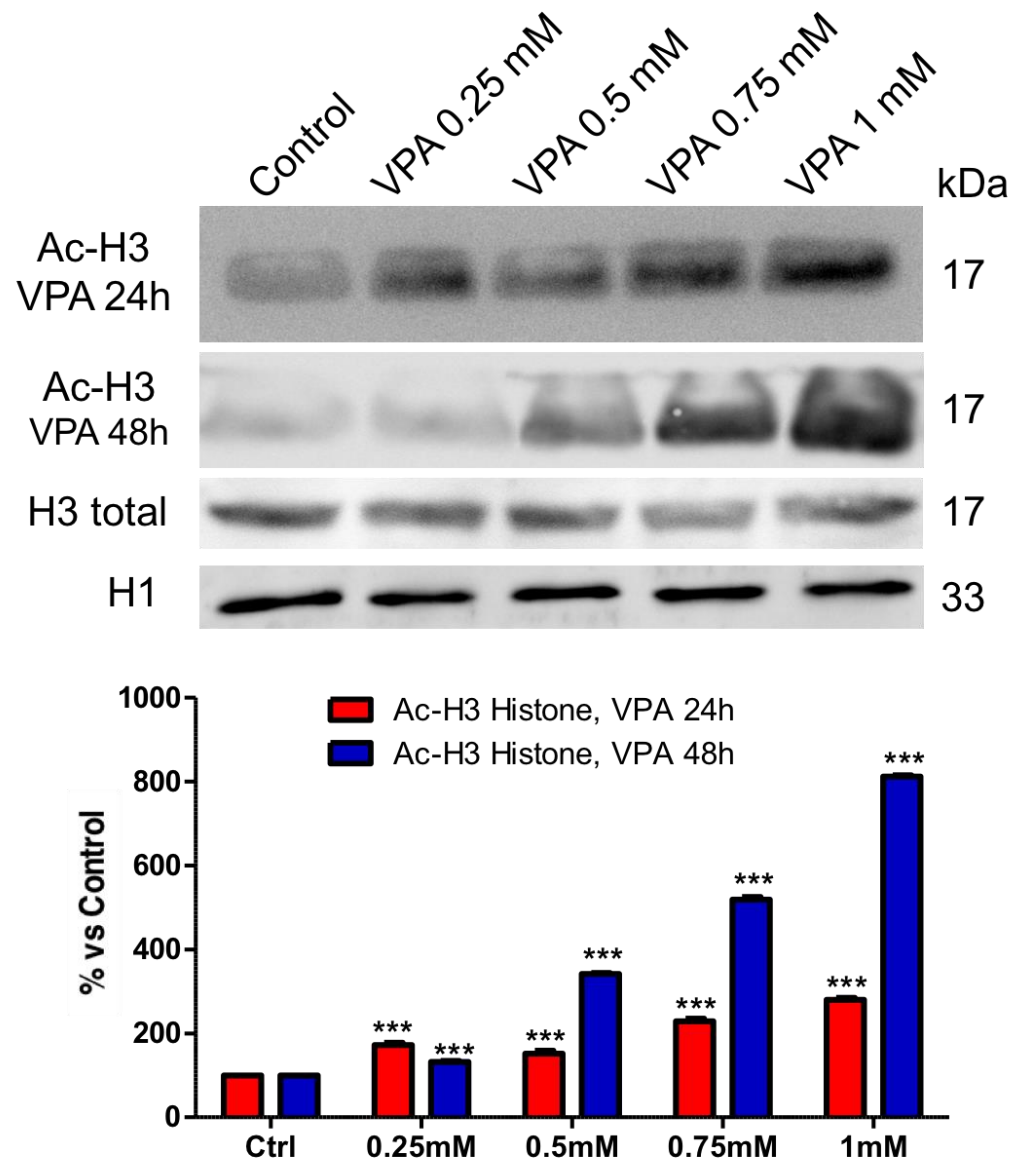 Control
VPA 0.25 mM
VPA 0.5 mM
VPA 0.75 mM
VPA 1 mM
kDa
Ac-H3
VPA 24h
17
Ac-H3
VPA 48h
17
H3 total
17
H1
33
1000
800
600
400
200
0
% vs Control
Ac-H3 Histone, VPA 24h
Ac-H3 Histone, VPA 48h
***
***
***
***
***
***
***
***
Ctrl
0.25mM
0.5mM
0.75mM
1mM